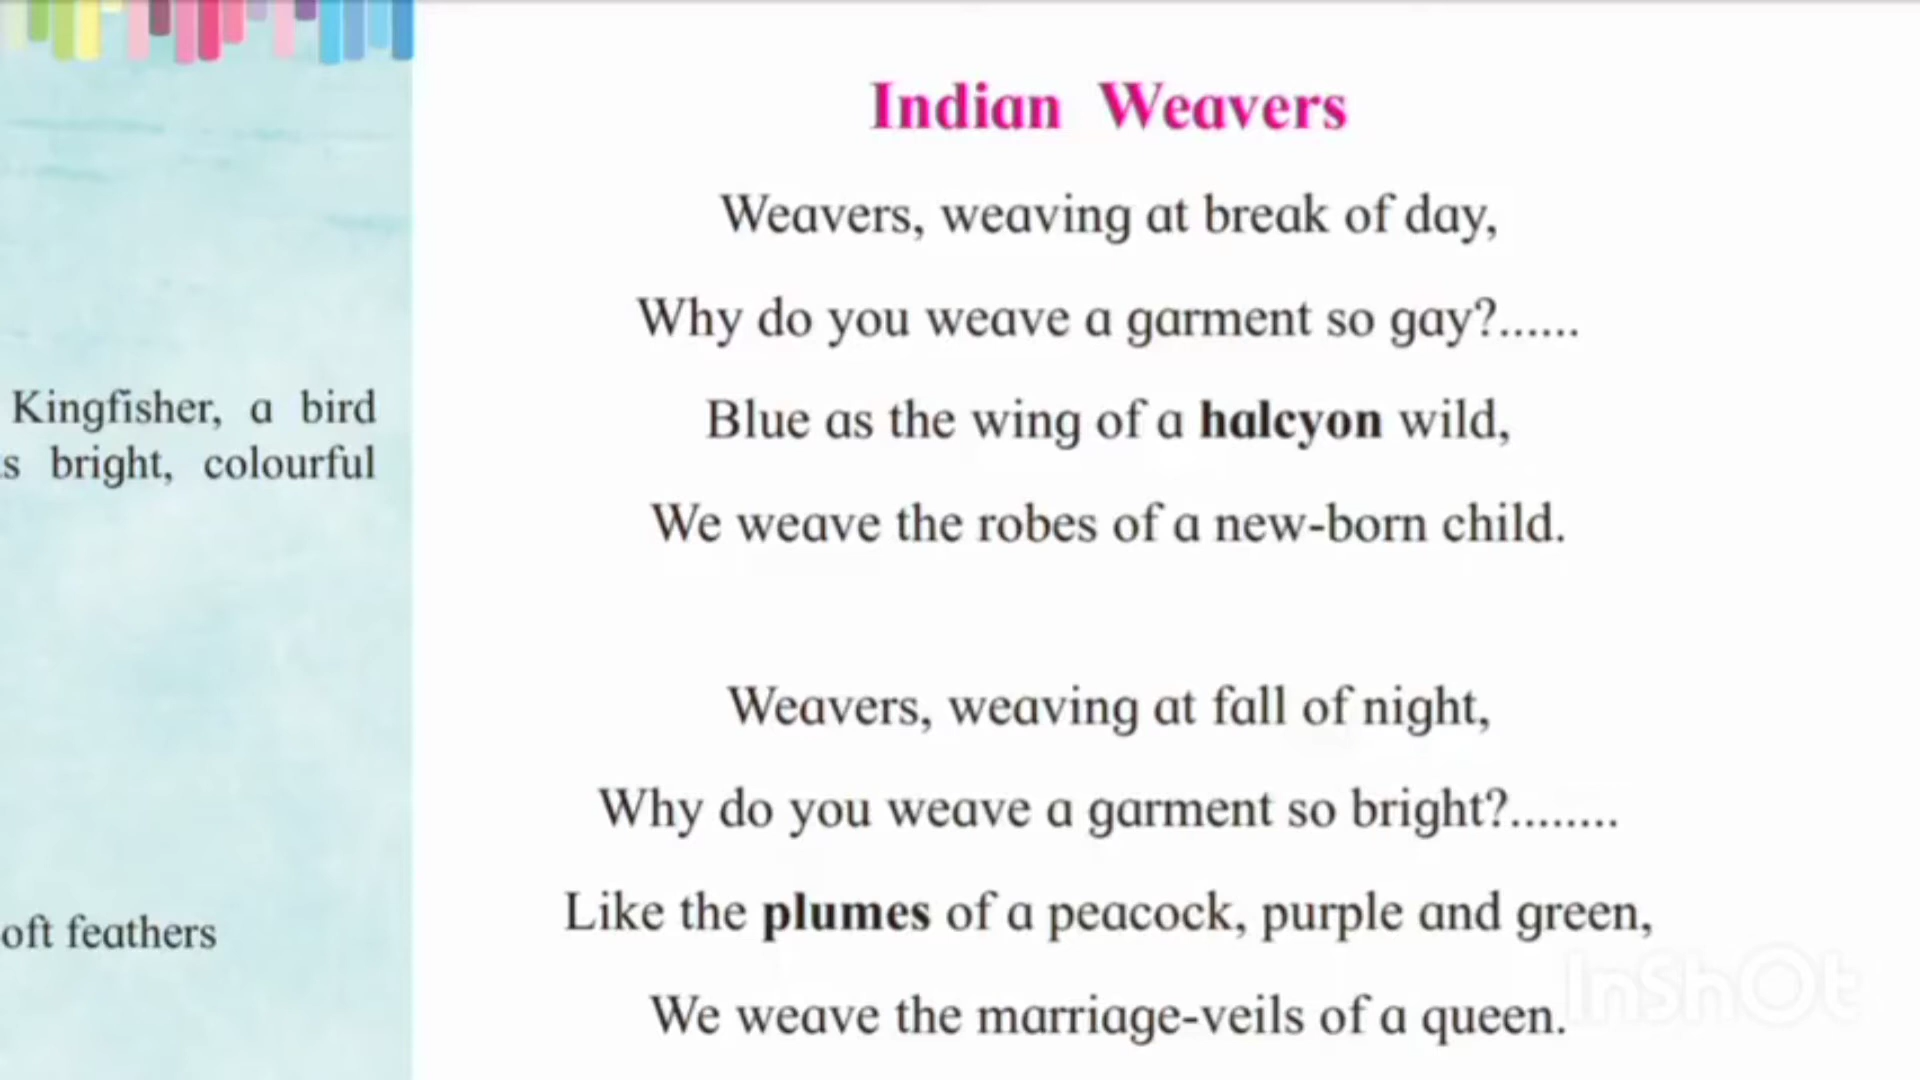 Indian Weavers
Weavers, weaving at break of day,
Why do you weave a garment so gay?......
Blue as the wing of a halcyon wild,
We weave the robes of a new-born child.
Weavers, weaving at fall of night,
Why do you weave a garment so bright?........
Like the plumes of a peacock, purple and green,
We weave the marriage-veils of a queen.
Kingfisher, a bird
s bright, colourful
oft feathers
InShOt